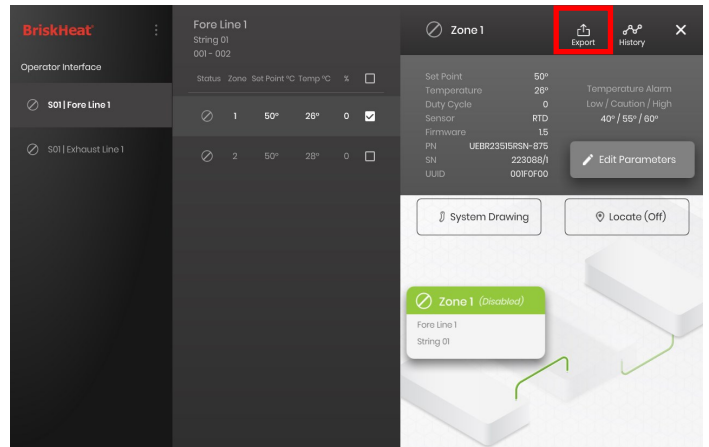 BriskHeat®
Operator Interface
S01 | Fore Line 1
S01 | Exhaust Line 1
Fore Line 1
String 01
001 - 002
Status Zone Set Point °C Temp °C %
1 50° 26° 0
2 50° 28° 0
Zone 1
Export
History
Set Point 50°
Temperature 26°
Duty Cycle 0
Sensor RTD
Firmware 1.5
PN UEBR23515RSN-875
SN 223088/1
UUID 001F0F00
Temperature Alarm
Low / Caution / High
40° / 55° / 60°
Edit Parameters
System Drawing
Locate (Off)
Zone 1 (Disabled)
Fore Line 1
String 01